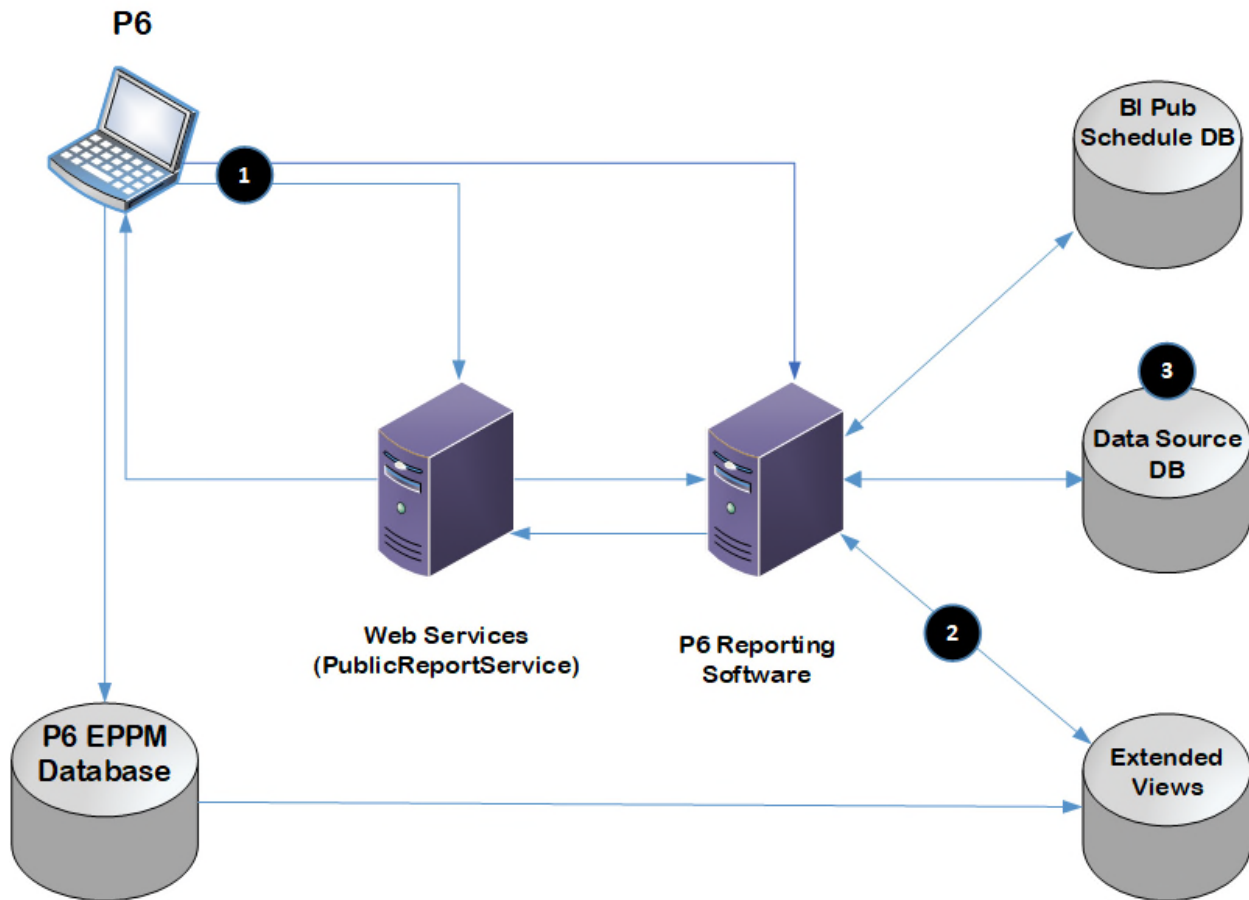 P6
BI Pub
Schedule DB
1
3
Data Source
DB
Web Services
(PublicReportService)
P6 Reporting
Software
2
P6 EPPM
Database
Extended
Views